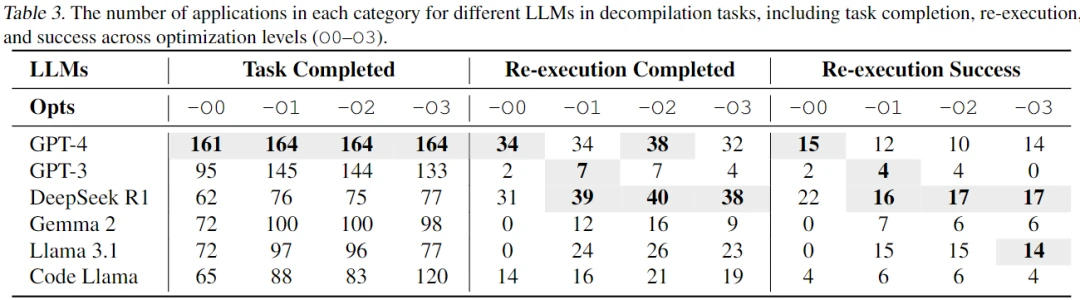 Table 3. The number of applications in each category for different LLMs in decompilation tasks, including task completion, re-execution,
and success across optimization levels (O0–O3).
LLMs Task Completed Re-execution Completed Re-execution Success
Opts -O0 -O1 -O2 -O3 -O0 -O1 -O2 -O3 -O0 -O1 -O2 -O3
GPT-4 161 164 164 164 34 34 38 32 15 12 10 14
GPT-3 95 145 144 133 2 7 7 4 2 4 4 0
DeepSeek R1 62 76 75 77 31 39 40 38 22 16 17 17
Gemma 2 72 100 100 98 0 12 16 9 0 7 6 6
Llama 3.1 72 97 96 77 0 24 26 23 0 15 15 14
Code Llama 65 88 83 120 14 16 21 19 4 6 6 4